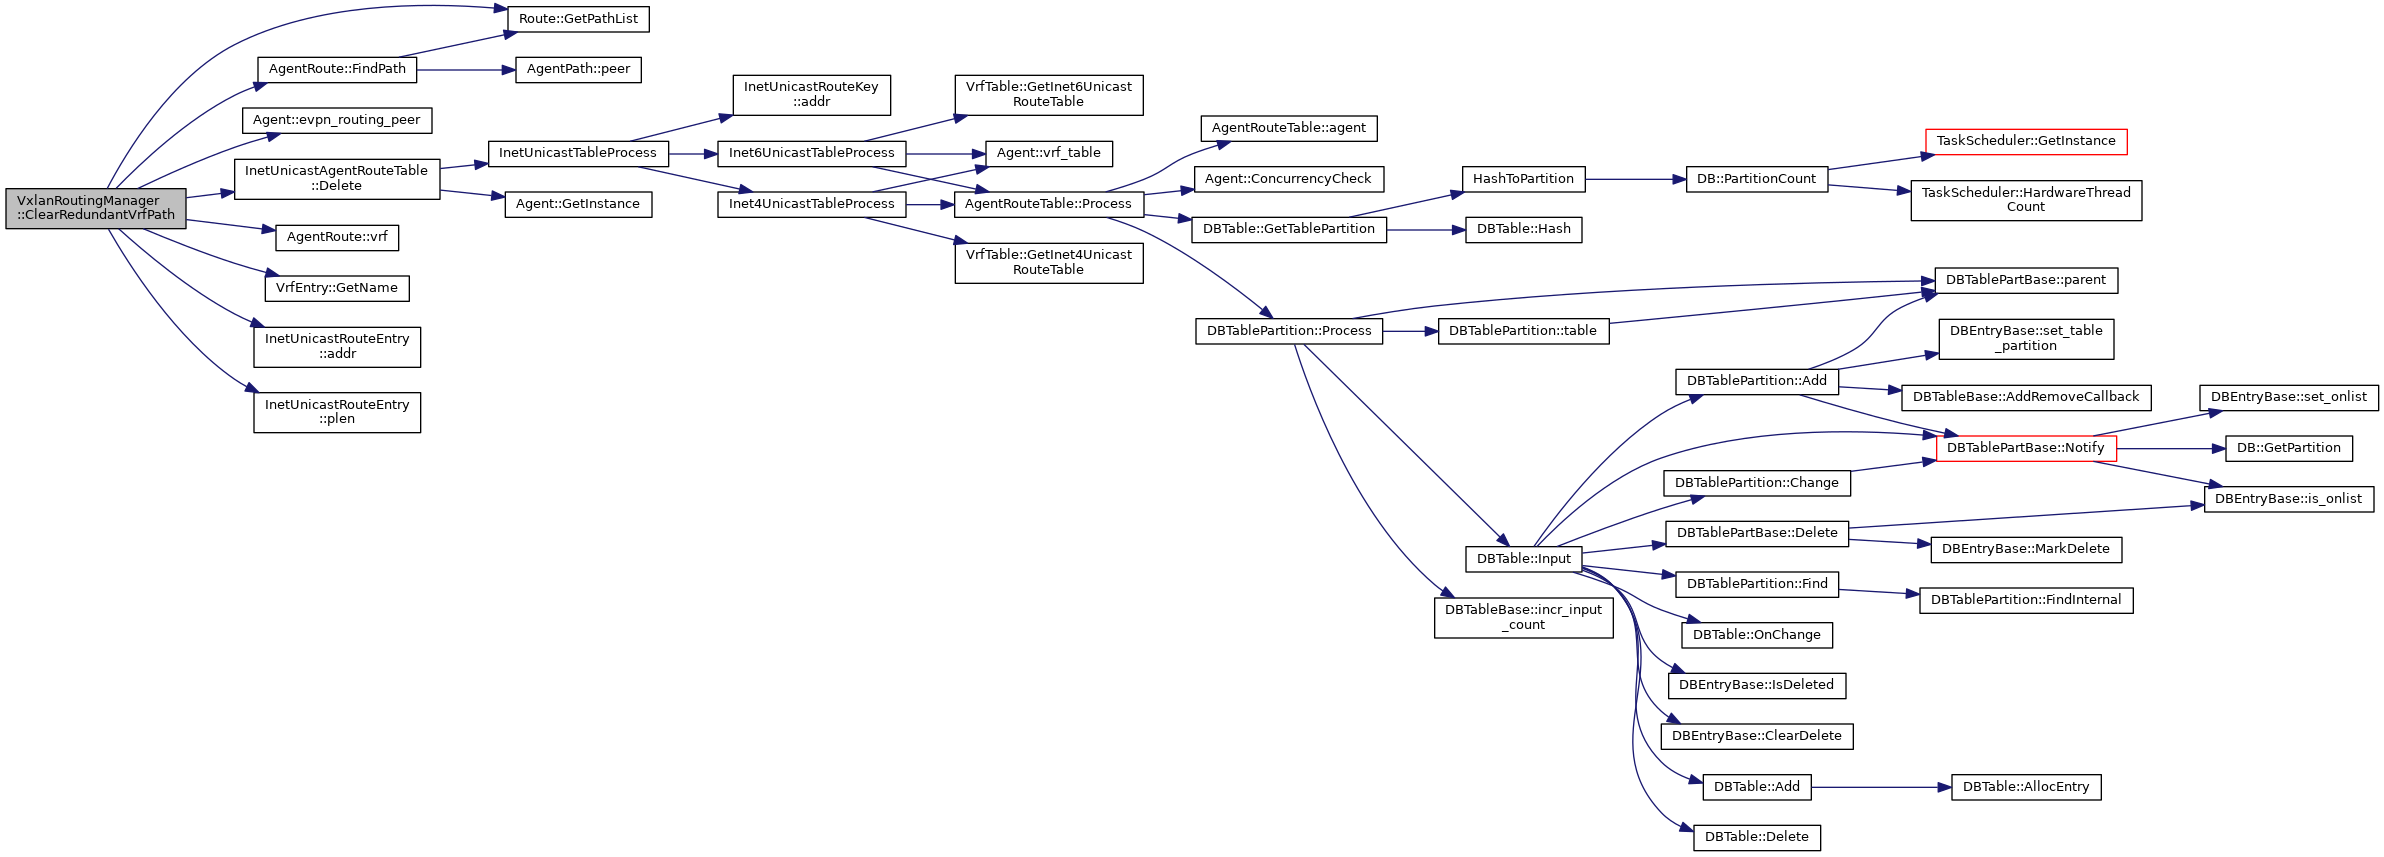 VxlanRoutingManager
::ClearRedundantVrfPath
Route::GetPathList
AgentRoute::FindPath
AgentPath::peer
Agent::evpn_routing_peer
InetUnicastAgentRouteTable
::Delete
AgentRoute::vrf
VrfEntry::GetName
InetUnicastRouteEntry
::addr
InetUnicastRouteEntry
::plen
InetUnicastTableProcess
Agent::GetInstance
InetUnicastRouteKey
::addr
Inet6UnicastTableProcess
Inet4UnicastTableProcess
VrfTable::GetInet6Unicast
RouteTable
Agent::vrf_table
AgentRouteTable::Process
VrfTable::GetInet4Unicast
RouteTable
AgentRouteTable::agent
Agent::ConcurrencyCheck
DBTable::GetTablePartition
DBTablePartition::Process
HashToPartition
DBTable::Hash
DBTablePartition::table
DBTable::Input
DBTableBase::incr_input
_count
DB::PartitionCount
TaskScheduler::GetInstance
TaskScheduler::HardwareThread
Count
DBTablePartBase::parent
DBTablePartition::Add
DBEntryBase::set_table
_partition
DBTableBase::AddRemoveCallback
DBTablePartBase::Notify
DBTablePartition::Change
DBTablePartBase::Delete
DBTablePartition::Find
DBTable::OnChange
DBEntryBase::IsDeleted
DBEntryBase::ClearDelete
DBTable::Add
DBTable::Delete
DBEntryBase::set_onlist
DB::GetPartition
DBEntryBase::is_onlist
DBEntryBase::MarkDelete
DBTablePartition::FindInternal
DBTable::AllocEntry